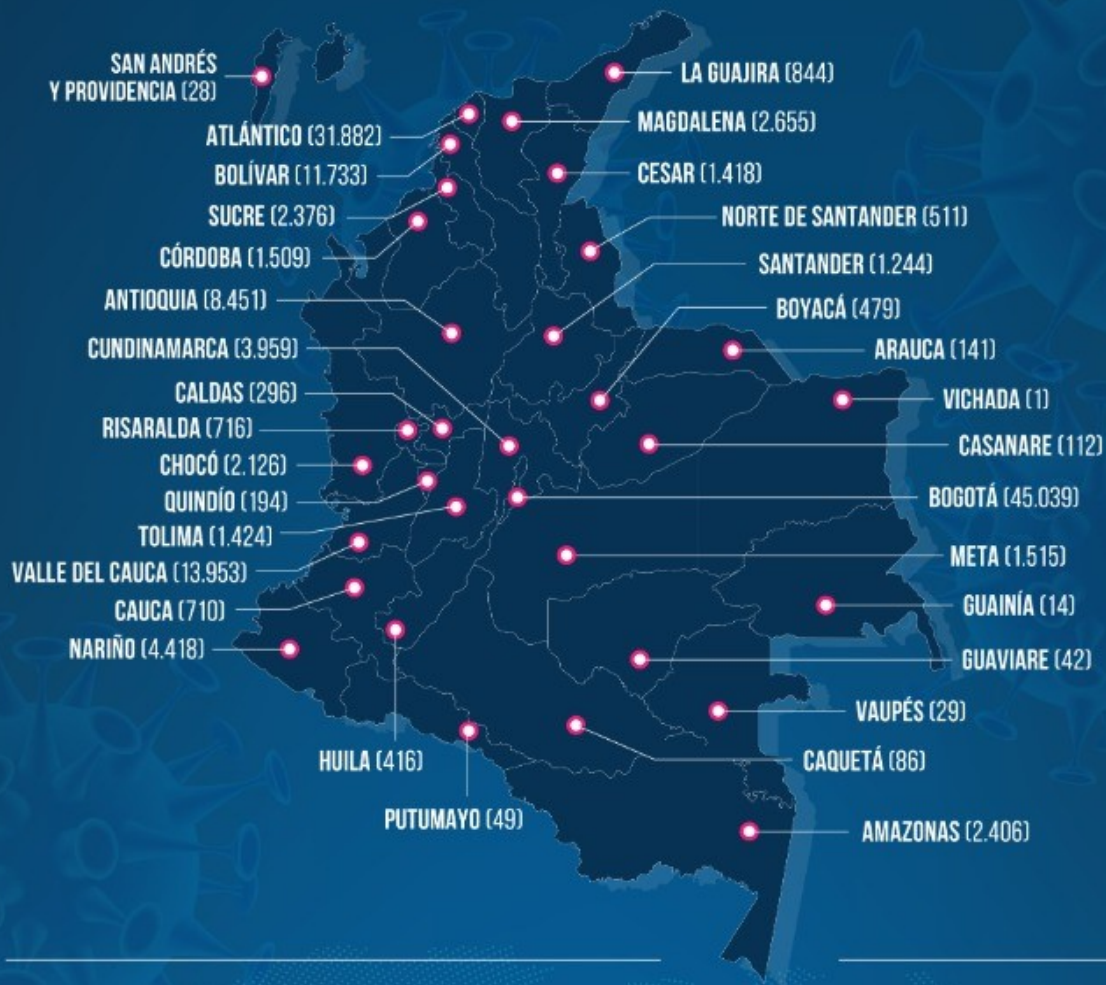 SAN ANDRÉS
Y PROVIDENCIA (28)
ATLÁNTICO (31.882)
BOLÍVAR (11.733)
SUCRE (2.376)
CÓRDOBA (1.509)
ANTIOQUIA (8.451)
CUNDINAMARCA (3.959)
CALDAS (296)
RISARALDA (716)
CHOCÓ (2.126)
QUINDÍO (194)
TOLIMA (1.424)
VALLE DEL CAUCA (13.953)
CAUCA (710)
NARIÑO (4.418)
HUILA (416)
PUTUMAYO (49)
LA GUAJIRA (844)
MAGDALENA (2.655)
CESAR (1.418)
NORTE DE SANTANDER (511)
SANTANDER (1.244)
BOYACÁ (479)
ARAUCA (141)
VICHADA (1)
CASANARE (112)
BOGOTÁ (45.039)
META (1.515)
GUAINÍA (14)
GUAVIARE (42)
VAUPÉS (29)
CAQUETÁ (86)
AMAZONAS (2.406)